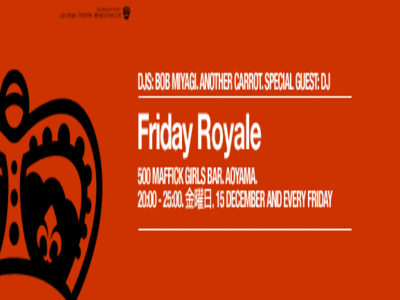 DJS: BOB MIYAGI. ANOTHER CARROT. SPECIAL GUEST: DJ
Friday Royale
500 MAFFICK GIRLS BAR. AOYAMA.
20:00 - 25:00. 金曜日. 15 DECEMBER AND EVERY FRIDAY